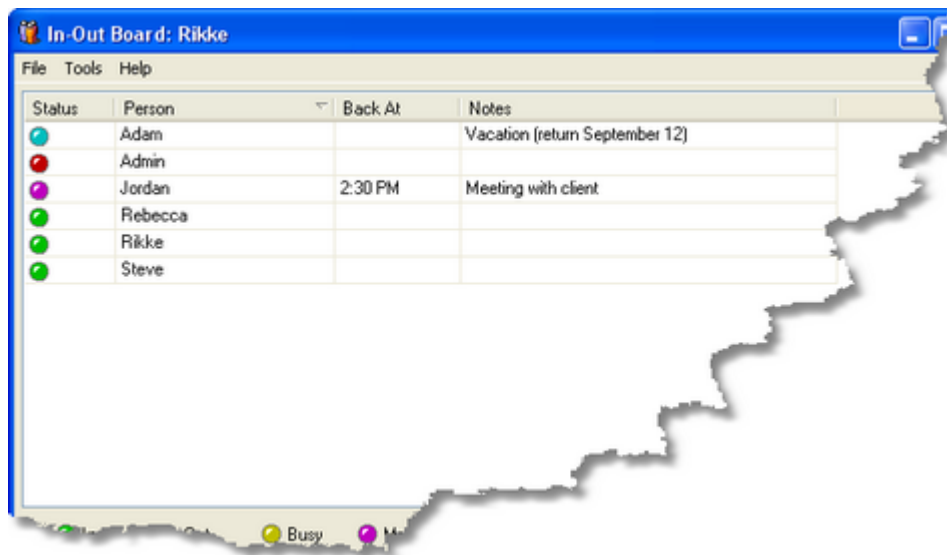 In-Out Board: Rikke
File Tools Help
Status Person Back At Notes
Adam Vacation (return September 12)
Admin
Jordan 2:30 PM Meeting with client
Rebecca
Rikke
Steve
Busy